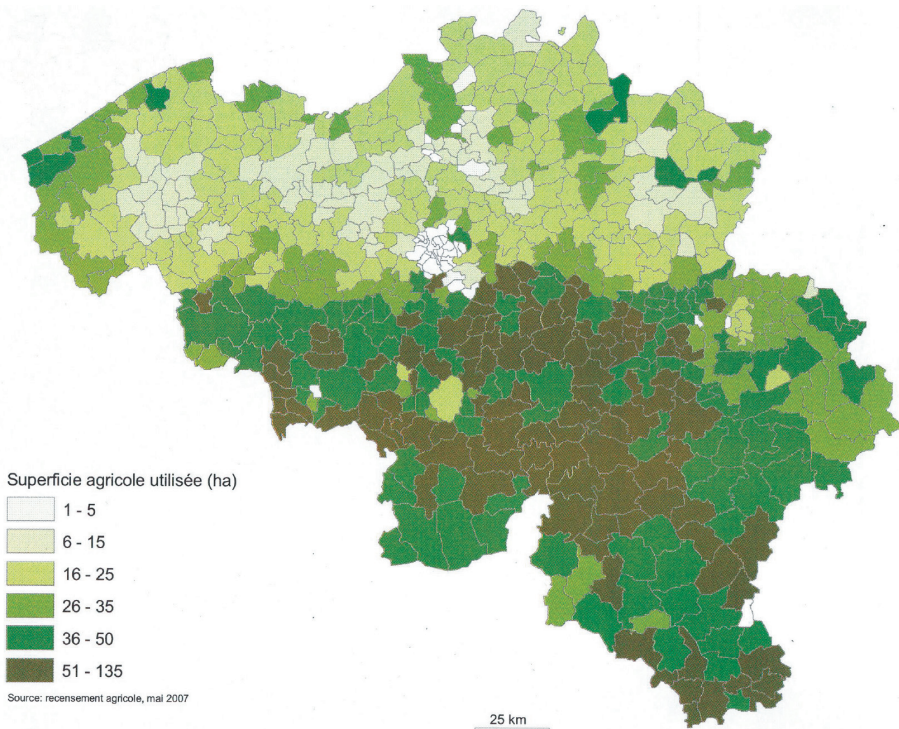 Superficie agricole utilisée (ha)
1 - 5
6 - 15
16 - 25
26 - 35
36 - 50
51 - 135
Source: recensement agricole, mai 2007
25 km